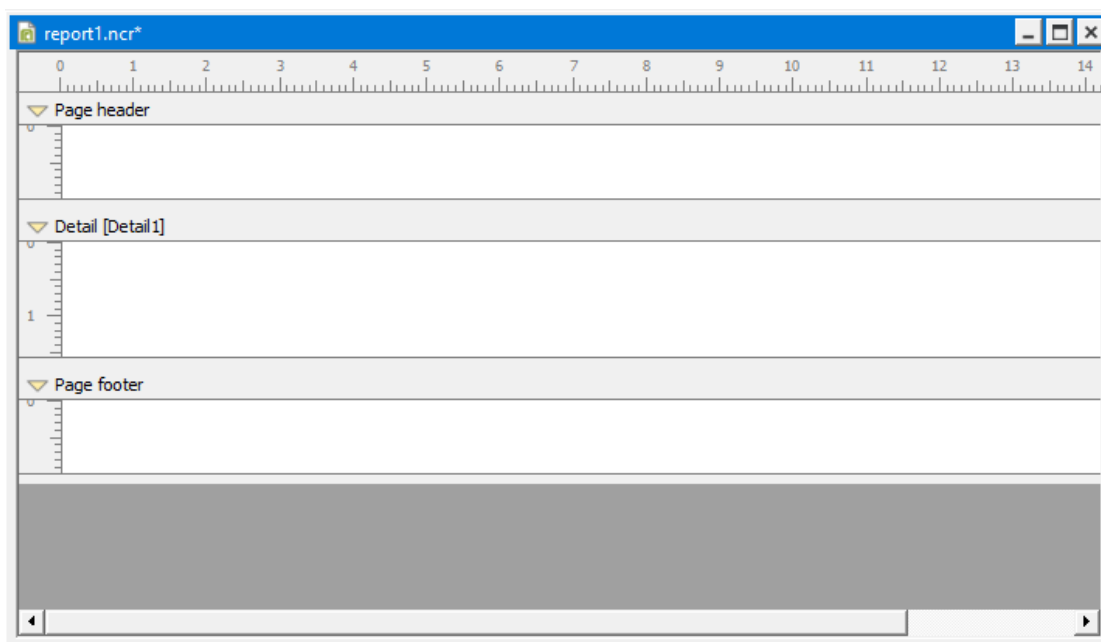 report1.ncr*
0 1 2 3 4 5 6 7 8 9 10 11 12 13 14
Page header
0
Detail [Detail1]
0
1
Page footer
0